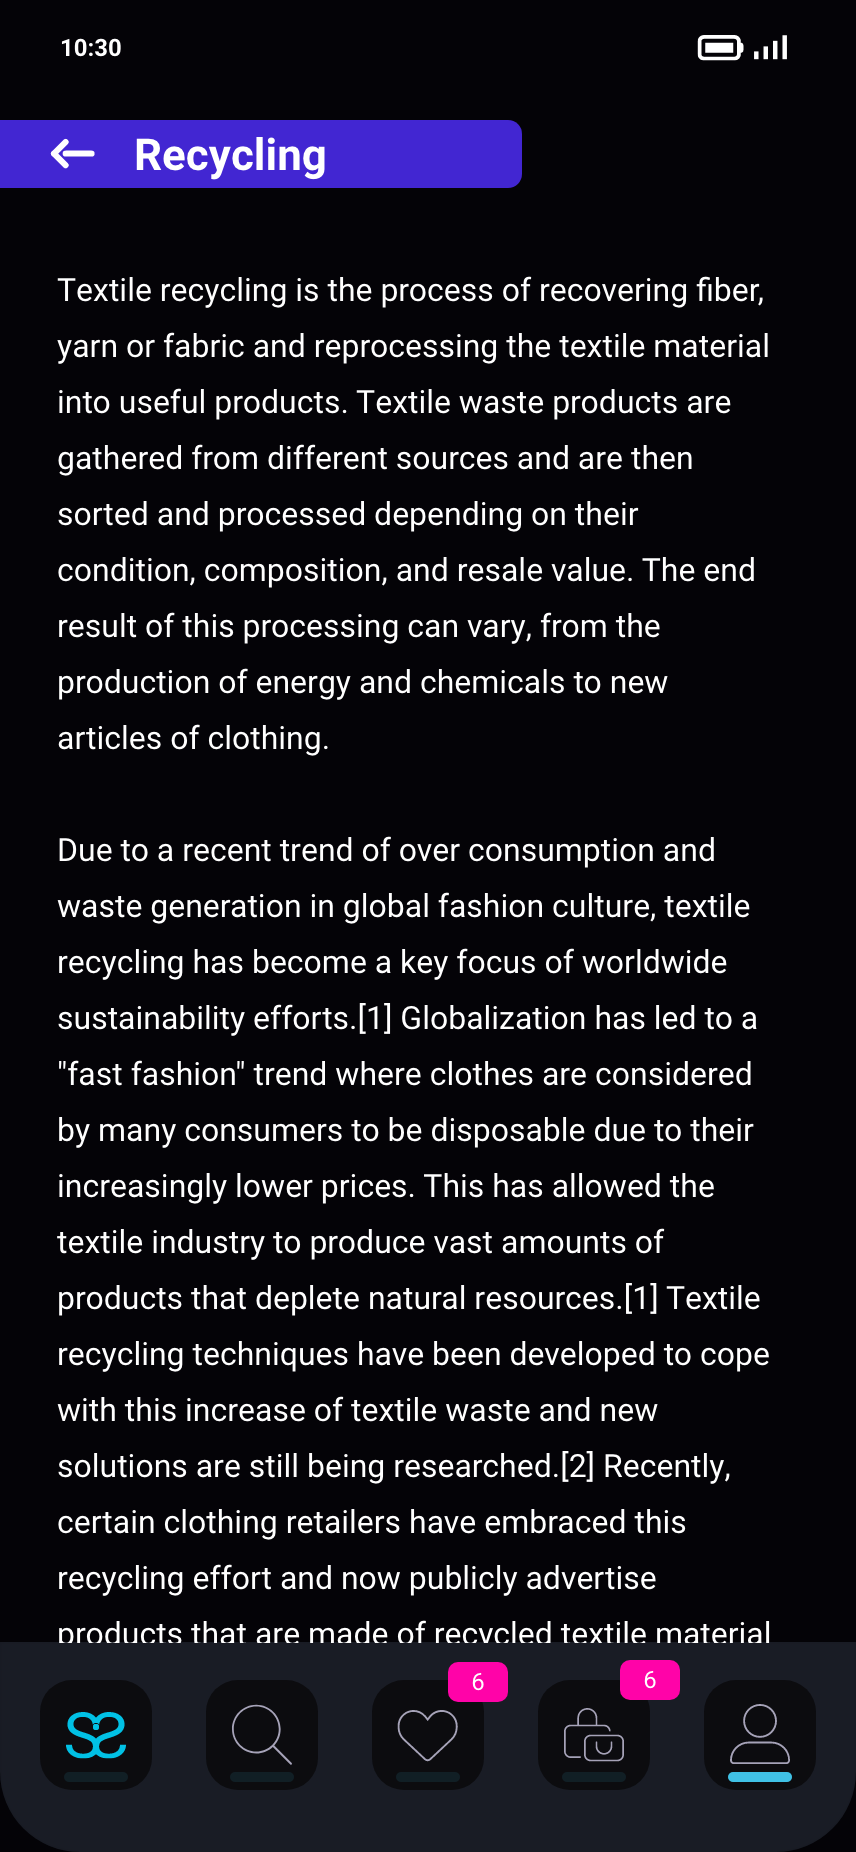 10:30
Recycling
Textile recycling is the process of recovering fiber,
yarn or fabric and reprocessing the textile material
into useful products. Textile waste products are
gathered from different sources and are then
sorted and processed depending on their
condition, composition, and resale value. The end
result of this processing can vary, from the
production of energy and chemicals to new
articles of clothing.
Due to a recent trend of over consumption and
waste generation in global fashion culture, textile
recycling has become a key focus of worldwide
sustainability efforts.[1] Globalization has led to a
"fast fashion" trend where clothes are considered
by many consumers to be disposable due to their
increasingly lower prices. This has allowed the
textile industry to produce vast amounts of
products that deplete natural resources.[1] Textile
recycling techniques have been developed to cope
with this increase of textile waste and new
solutions are still being researched.[2] Recently,
certain clothing retailers have embraced this
recycling effort and now publicly advertise
products that are made of recycled textile material
6
6